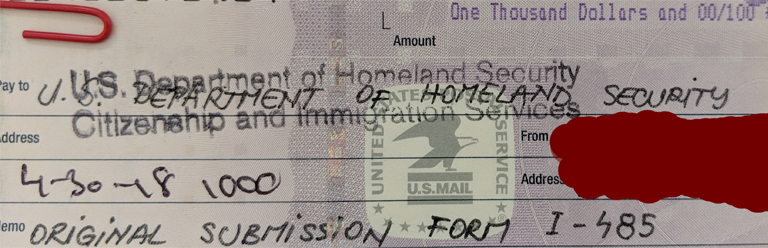 One Thousand Dollars and 00/100
Amount
Pay to U.S. DEPARTMENT OF HOMELAND SECURITY
U.S. Department of Homeland Security
Citizenship and Immigration Services
Address
From
4-30-18 1000
Address
UNITED STATES SERVICE
U.S. MAIL
Memo ORIGINAL SUBMISSION FORM I-485